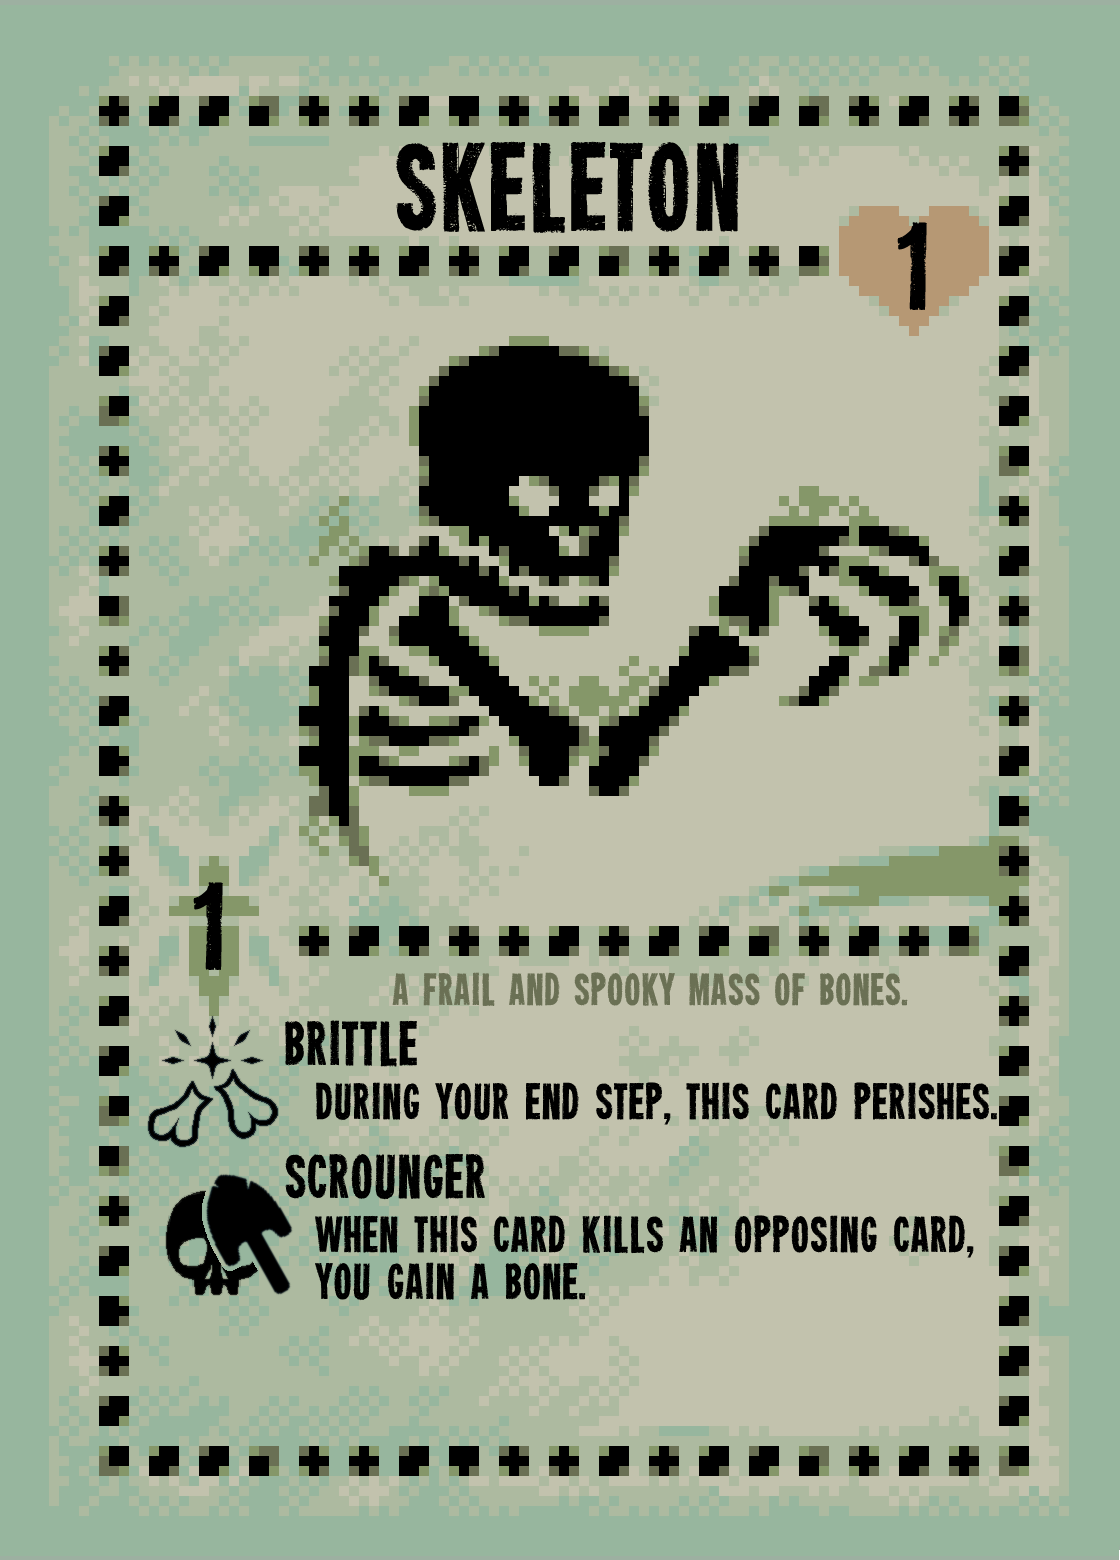 SKELETON
1
1
A FRAIL AND SPOOKY MASS OF BONES.
BRITTLE
DURING YOUR END STEP, THIS CARD PERISHES.
SCROUNGER
WHEN THIS CARD KILLS AN OPPOSING CARD,
YOU GAIN A BONE.